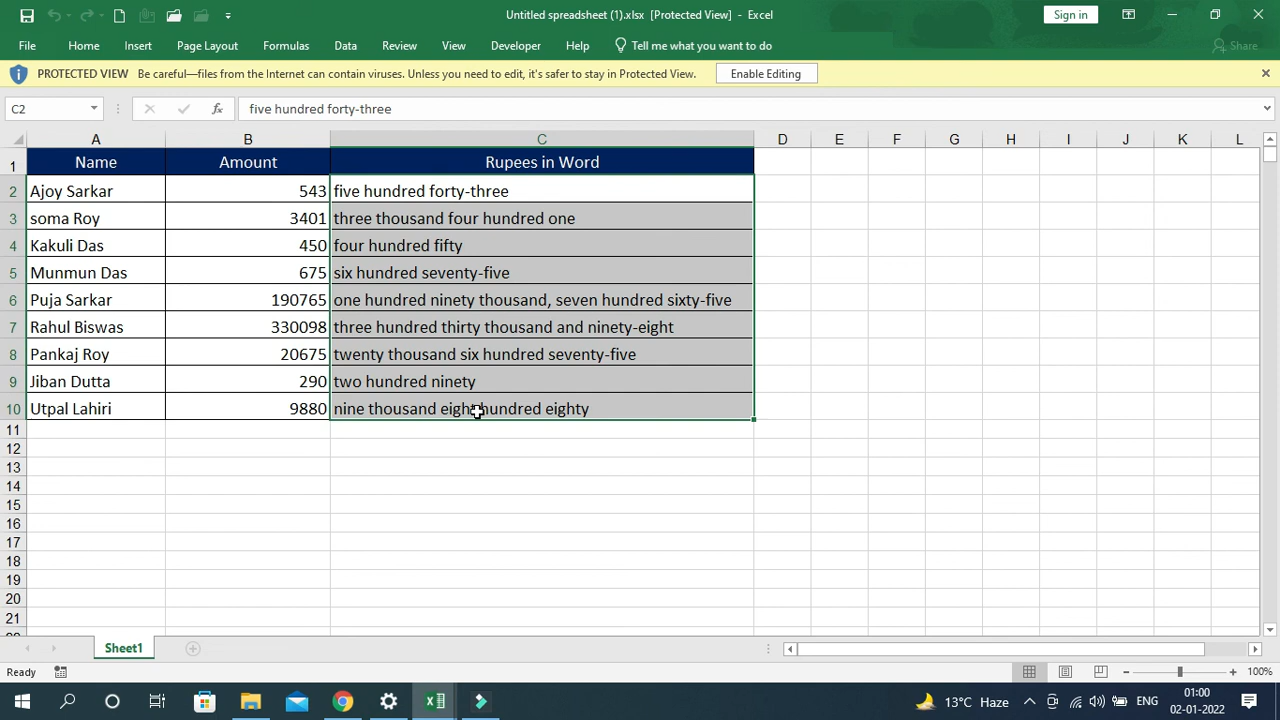 Untitled spreadsheet (1).xlsx [Protected View] - Excel
Sign in
File Home Insert Page Layout Formulas Data Review View Developer Help Tell me what you want to do Share
PROTECTED VIEW Be careful—files from the Internet can contain viruses. Unless you need to edit, it's safer to stay in Protected View. Enable Editing
C2 fx five hundred forty-three
A B C D E F G H I J K L
1 Name Amount Rupees in Word
2 Ajoy Sarkar 543 five hundred forty-three
3 soma Roy 3401 three thousand four hundred one
4 Kakuli Das 450 four hundred fifty
5 Munmun Das 675 six hundred seventy-five
6 Puja Sarkar 190765 one hundred ninety thousand, seven hundred sixty-five
7 Rahul Biswas 330098 three hundred thirty thousand and ninety-eight
8 Pankaj Roy 20675 twenty thousand six hundred seventy-five
9 Jiban Dutta 290 two hundred ninety
10 Utpal Lahiri 9880 nine thousand eight hundred eighty
11
12
13
14
15
16
17
18
19
20
21
Sheet1
Ready 100%
13°C Haze ENG 01:00
02-01-2022